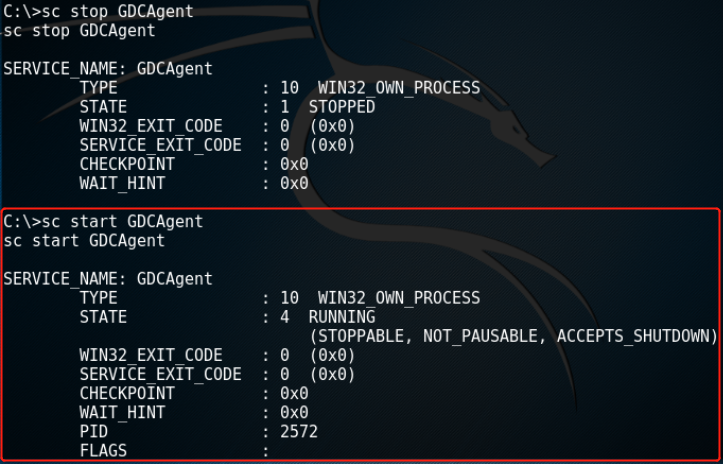 C:\>sc stop GDCAgent
sc stop GDCAgent
SERVICE_NAME: GDCAgent
        TYPE               : 10  WIN32_OWN_PROCESS
        STATE              : 1  STOPPED
        WIN32_EXIT_CODE    : 0  (0x0)
        SERVICE_EXIT_CODE  : 0  (0x0)
        CHECKPOINT         : 0x0
        WAIT_HINT          : 0x0
C:\>sc start GDCAgent
sc start GDCAgent
SERVICE_NAME: GDCAgent
        TYPE               : 10  WIN32_OWN_PROCESS
        STATE              : 4  RUNNING
                                (STOPPABLE, NOT_PAUSABLE, ACCEPTS_SHUTDOWN)
        WIN32_EXIT_CODE    : 0  (0x0)
        SERVICE_EXIT_CODE  : 0  (0x0)
        CHECKPOINT         : 0x0
        WAIT_HINT          : 0x0
        PID                : 2572
        FLAGS              :